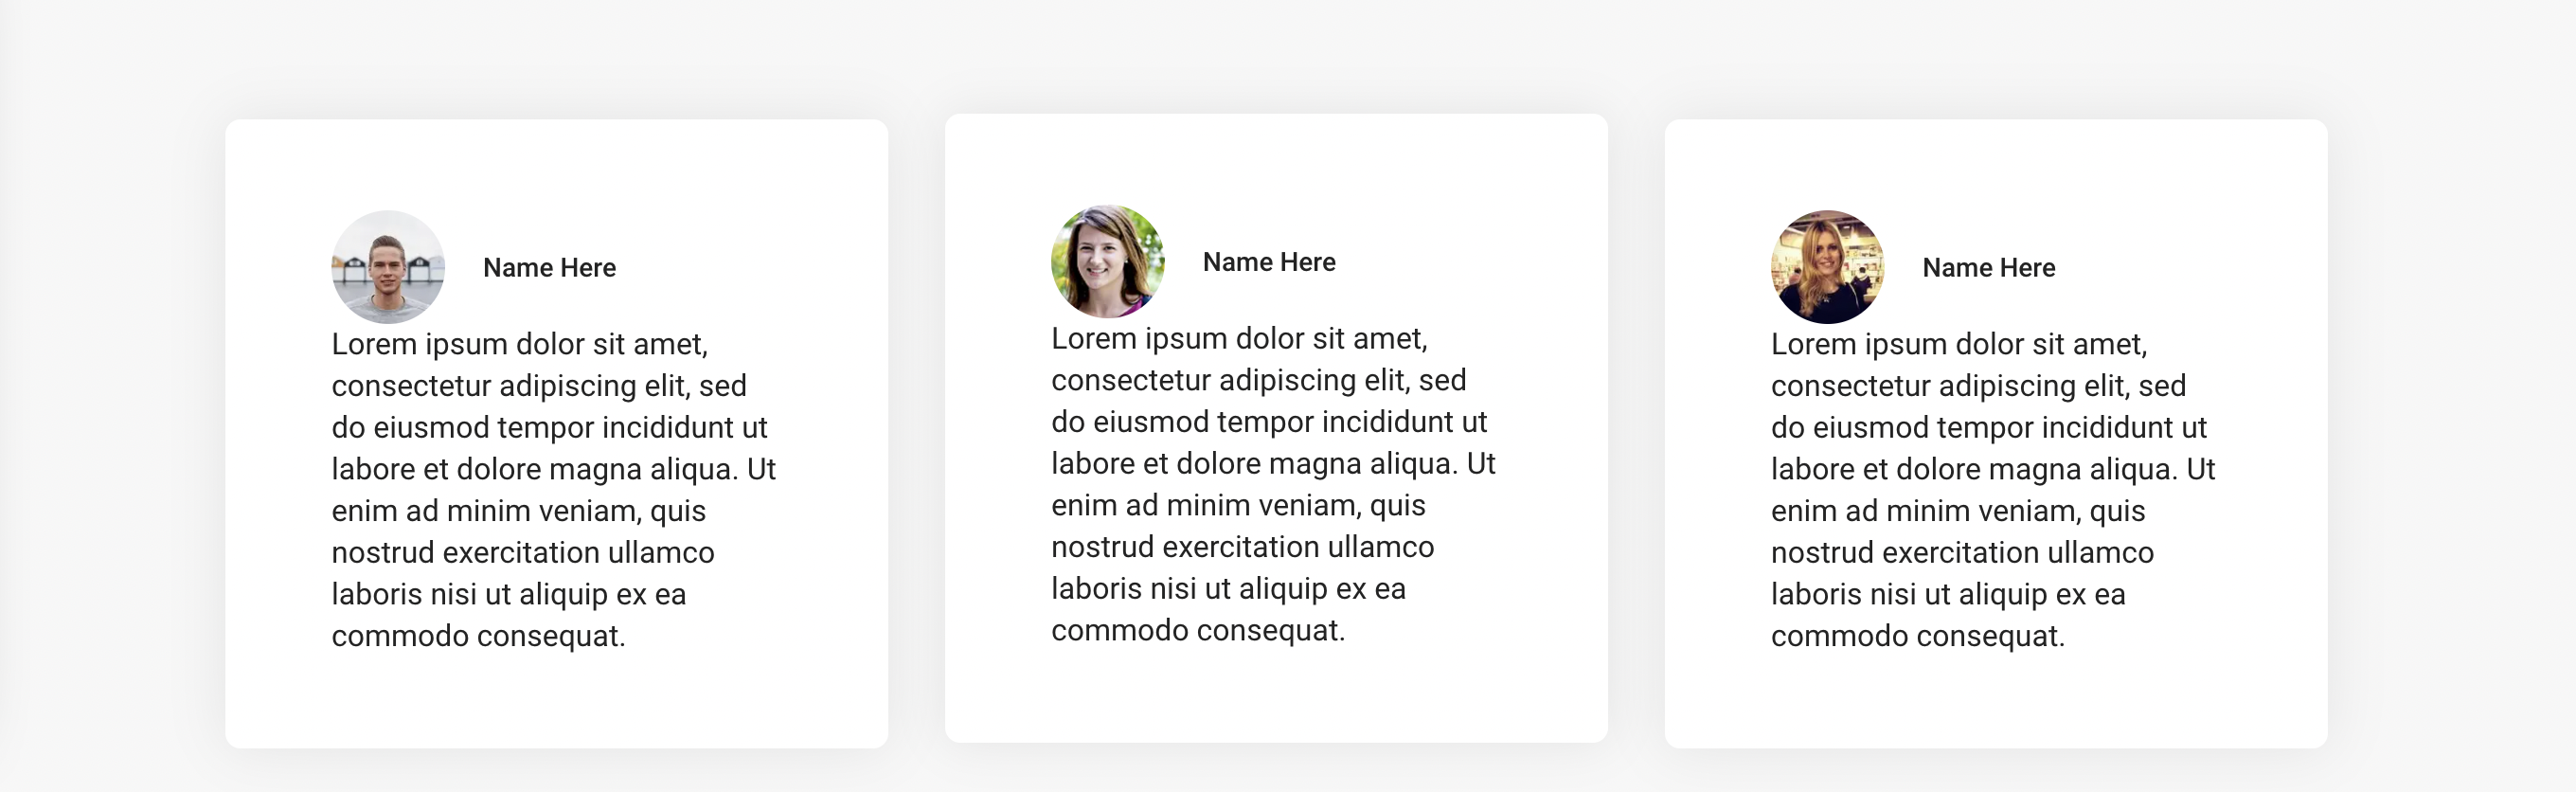 Name Here
Lorem ipsum dolor sit amet,
consectetur adipiscing elit, sed
do eiusmod tempor incididunt ut
labore et dolore magna aliqua. Ut
enim ad minim veniam, quis
nostrud exercitation ullamco
laboris nisi ut aliquip ex ea
commodo consequat.
Name Here
Lorem ipsum dolor sit amet,
consectetur adipiscing elit, sed
do eiusmod tempor incididunt ut
labore et dolore magna aliqua. Ut
enim ad minim veniam, quis
nostrud exercitation ullamco
laboris nisi ut aliquip ex ea
commodo consequat.
Name Here
Lorem ipsum dolor sit amet,
consectetur adipiscing elit, sed
do eiusmod tempor incididunt ut
labore et dolore magna aliqua. Ut
enim ad minim veniam, quis
nostrud exercitation ullamco
laboris nisi ut aliquip ex ea
commodo consequat.